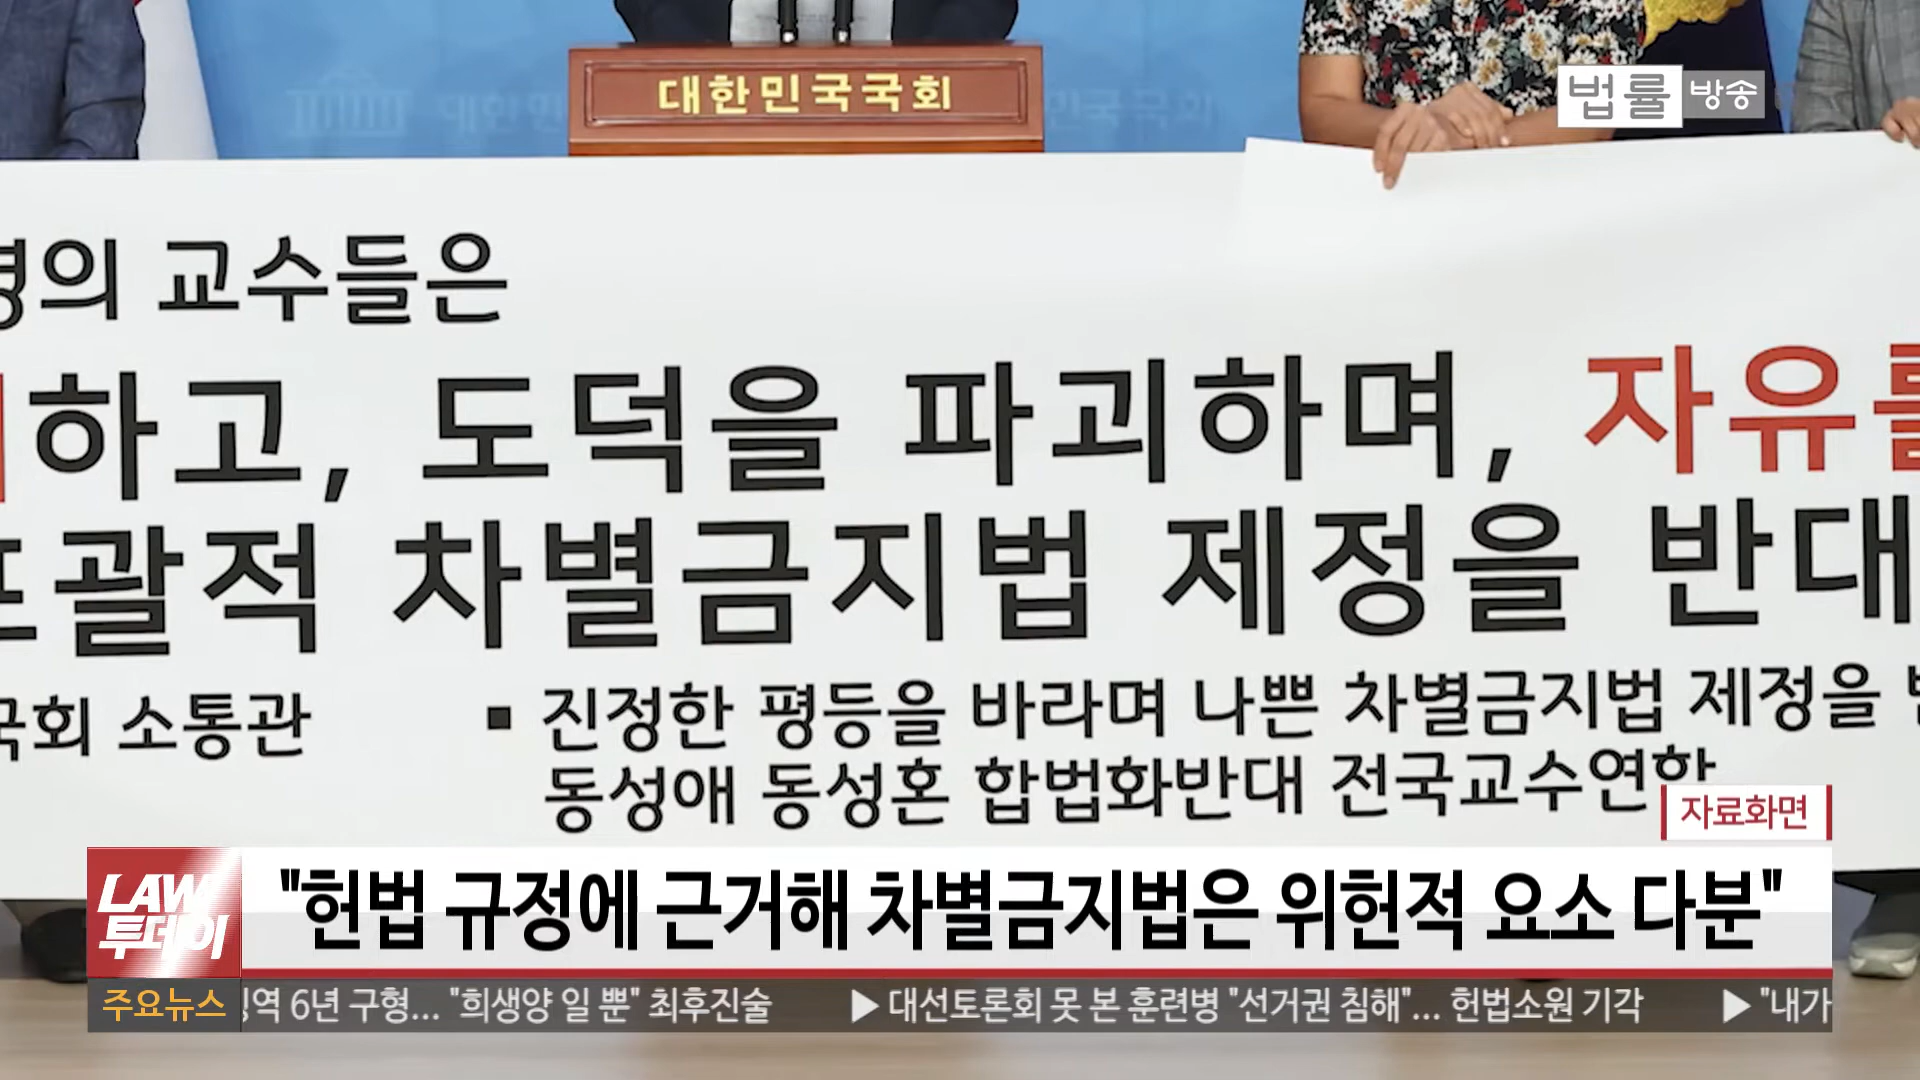 대한민국국회
법률방송
명의 교수들은
하고, 도덕을 파괴하며, 자유를
포괄적 차별금지법 제정을 반대
국회 소통관
▪ 진정한 평등을 바라며 나쁜 차별금지법 제정을
동성애 동성혼 합법화반대 전국교수연합
자료화면
LAW
투데이
"헌법 규정에 근거해 차별금지법은 위헌적 요소 다분"
주요뉴스
징역 6년 구형... "희생양 일 뿐" 최후진술 ▶ 대선토론회 못 본 훈련병 "선거권 침해"... 헌법소원 기각 ▶ "내가